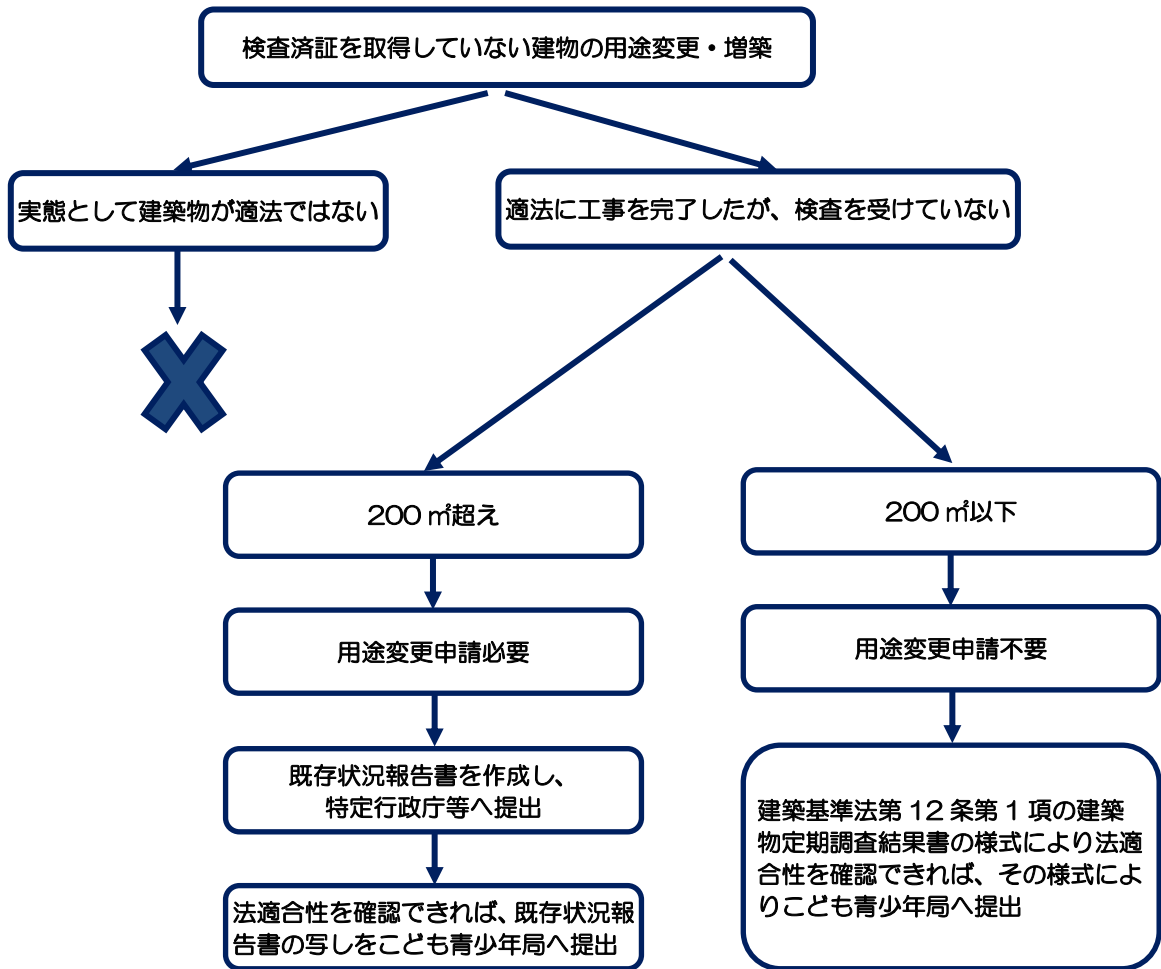 検査済証を取得していない建物の用途変更・増築
実態として建築物が適法ではない
適法に工事を完了したが、検査を受けていない
200㎡超え
200㎡以下
用途変更申請必要
用途変更申請不要
既存状況報告書を作成し、
特定行政庁等へ提出
建築基準法第12条第1項の建築
物定期調査結果書の様式により法適
合性を確認できれば、その様式によ
りこども青少年局へ提出
法適合性を確認できれば、既存状況報
告書の写しをこども青少年局へ提出